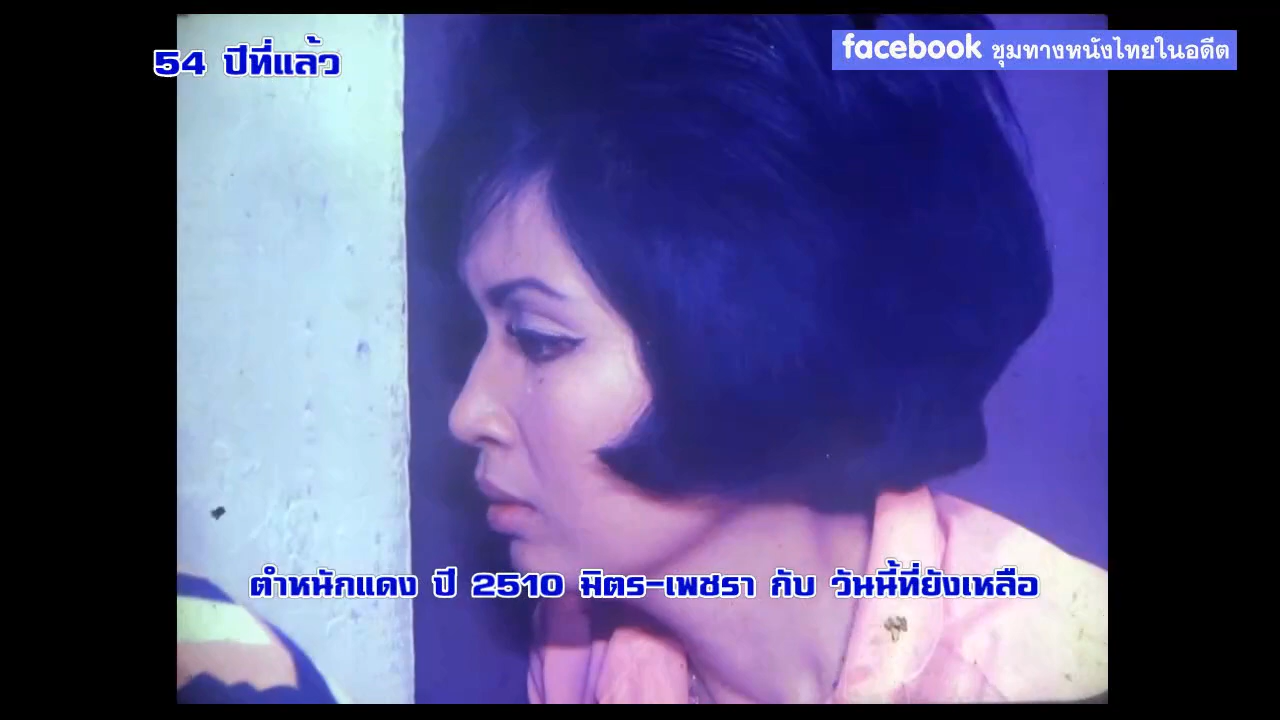 54 ปีที่แล้ว
facebook ขุมทางหนังไทยในอดีต
ตำหนักแดง ปี 2510 มิตร-เพชรา กับ วันนี้ที่ยังเหลือ